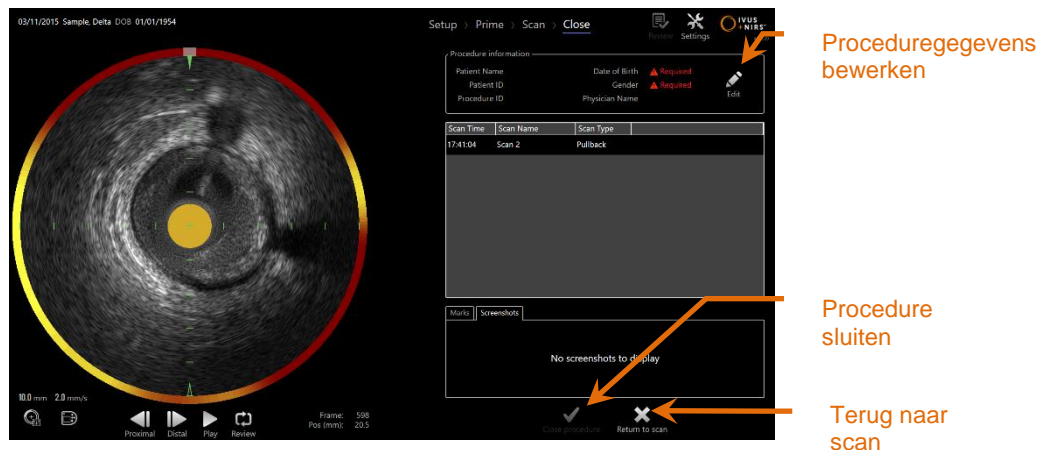 03/11/2015 Sample, Delta DOB 01/01/1954
Setup > Prime > Scan > Close
Review
Settings
IVUS
+NIRS
Procedure information
Patient Name
Date of Birth
Required
Patient ID
Gender
Required
Procedure ID
Physician Name
Edit
Scan Time Scan Name Scan Type
17:41:04 Scan 2 Pullback
Marks Screenshots
No screenshots to display
10.0 mm 2.0 mm/s
Proximal Distal Play Review
Frame: 598
Pos (mm): 20.5
Close procedure
Return to scan
Proceduregegevens
bewerken
Procedure
sluiten
Terug naar
scan